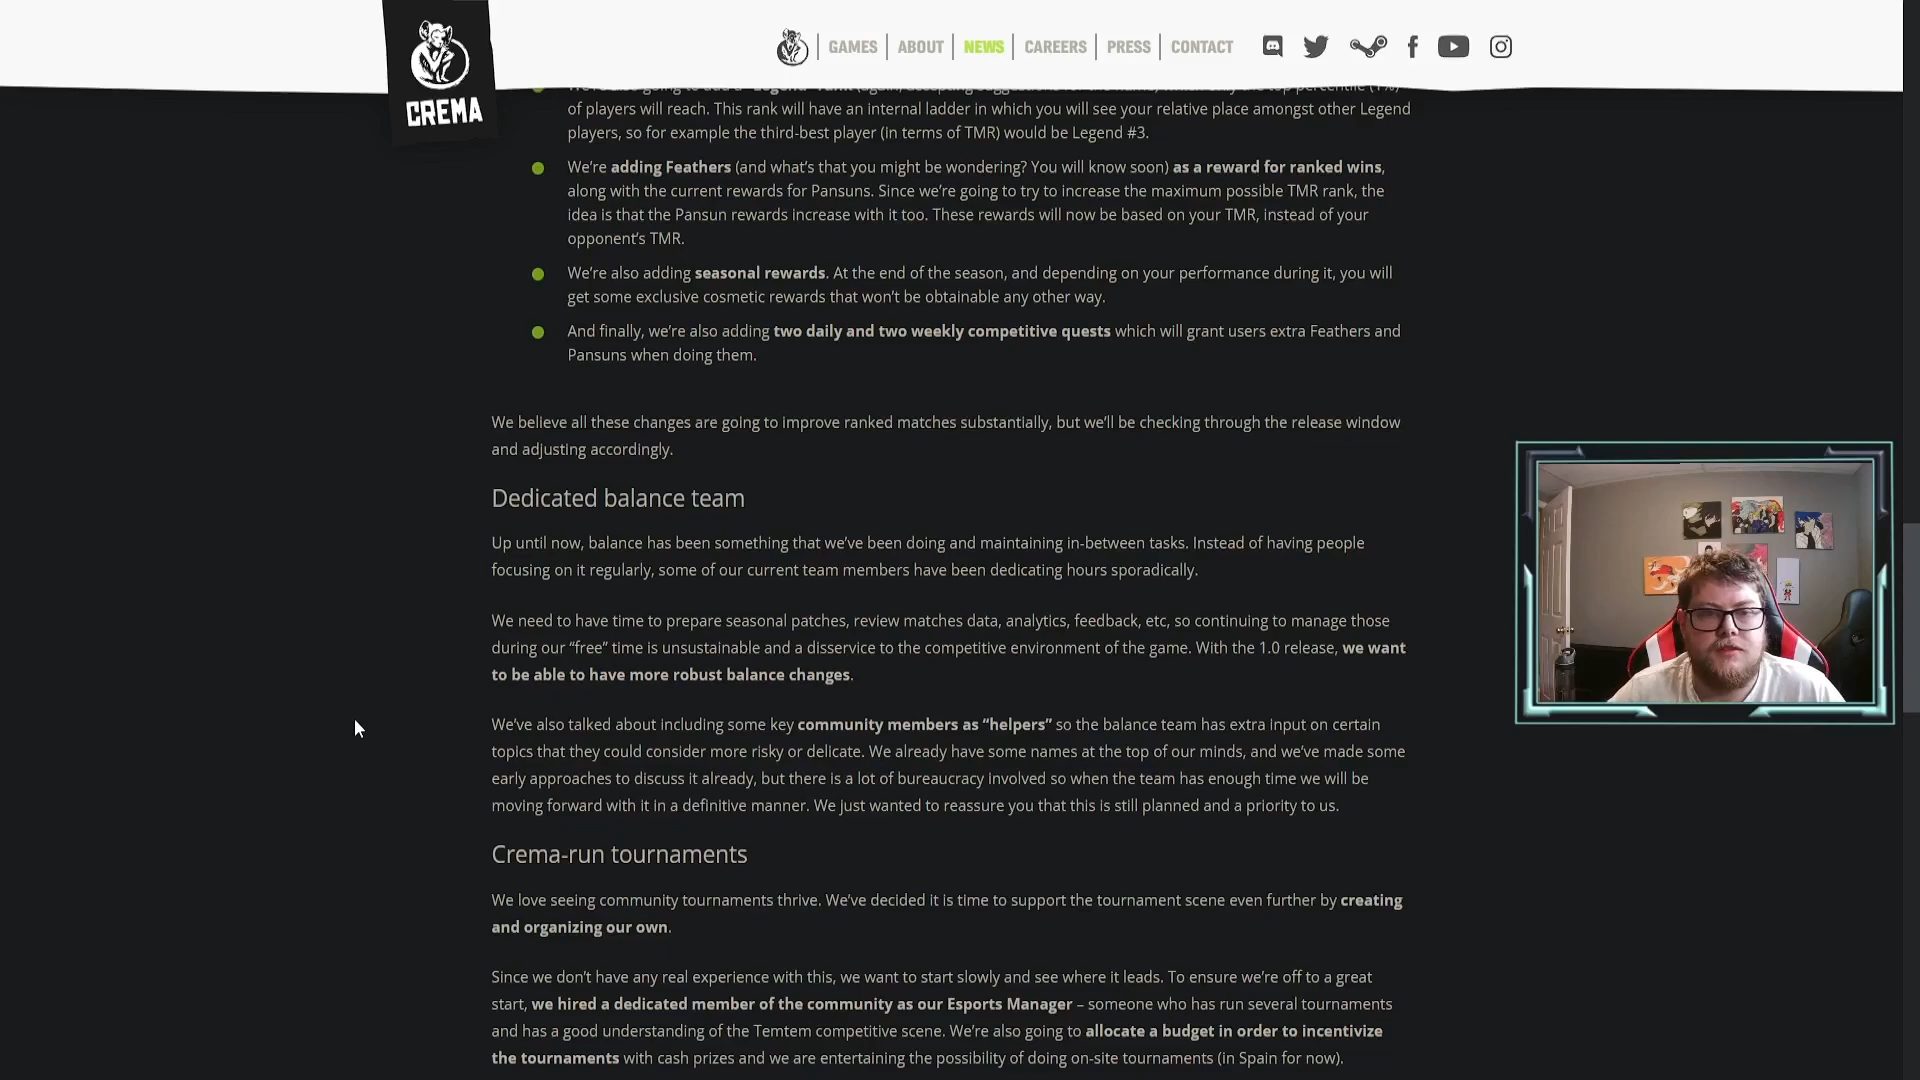 CREMA
GAMES ABOUT NEWS CAREERS PRESS CONTACT
of players will reach. This rank will have an internal ladder in which you will see your relative place amongst other Legend
players, so for example the third-best player (in terms of TMR) would be Legend #3.
We're adding Feathers (and what's that you might be wondering? You will know soon) as a reward for ranked wins,
along with the current rewards for Pansuns. Since we're going to try to increase the maximum possible TMR rank, the
idea is that the Pansun rewards increase with it too. These rewards will now be based on your TMR, instead of your
opponent's TMR.
We're also adding seasonal rewards. At the end of the season, and depending on your performance during it, you will
get some exclusive cosmetic rewards that won't be obtainable any other way.
And finally, we're also adding two daily and two weekly competitive quests which will grant users extra Feathers and
Pansuns when doing them.
We believe all these changes are going to improve ranked matches substantially, but we'll be checking through the release window
and adjusting accordingly.
Dedicated balance team
Up until now, balance has been something that we've been doing and maintaining in-between tasks. Instead of having people
focusing on it regularly, some of our current team members have been dedicating hours sporadically.
We need to have time to prepare seasonal patches, review matches data, analytics, feedback, etc, so continuing to manage those
during our “free” time is unsustainable and a disservice to the competitive environment of the game. With the 1.0 release, we want
to be able to have more robust balance changes.
We've also talked about including some key community members as “helpers” so the balance team has extra input on certain
topics that they could consider more risky or delicate. We already have some names at the top of our minds, and we've made some
early approaches to discuss it already, but there is a lot of bureaucracy involved so when the team has enough time we will be
moving forward with it in a definitive manner. We just wanted to reassure you that this is still planned and a priority to us.
Crema-run tournaments
We love seeing community tournaments thrive. We've decided it is time to support the tournament scene even further by creating
and organizing our own.
Since we don't have any real experience with this, we want to start slowly and see where it leads. To ensure we're off to a great
start, we hired a dedicated member of the community as our Esports Manager – someone who has run several tournaments
and has a good understanding of the Temtem competitive scene. We're also going to allocate a budget in order to incentivize
the tournaments with cash prizes and we are entertaining the possibility of doing on-site tournaments (in Spain for now).